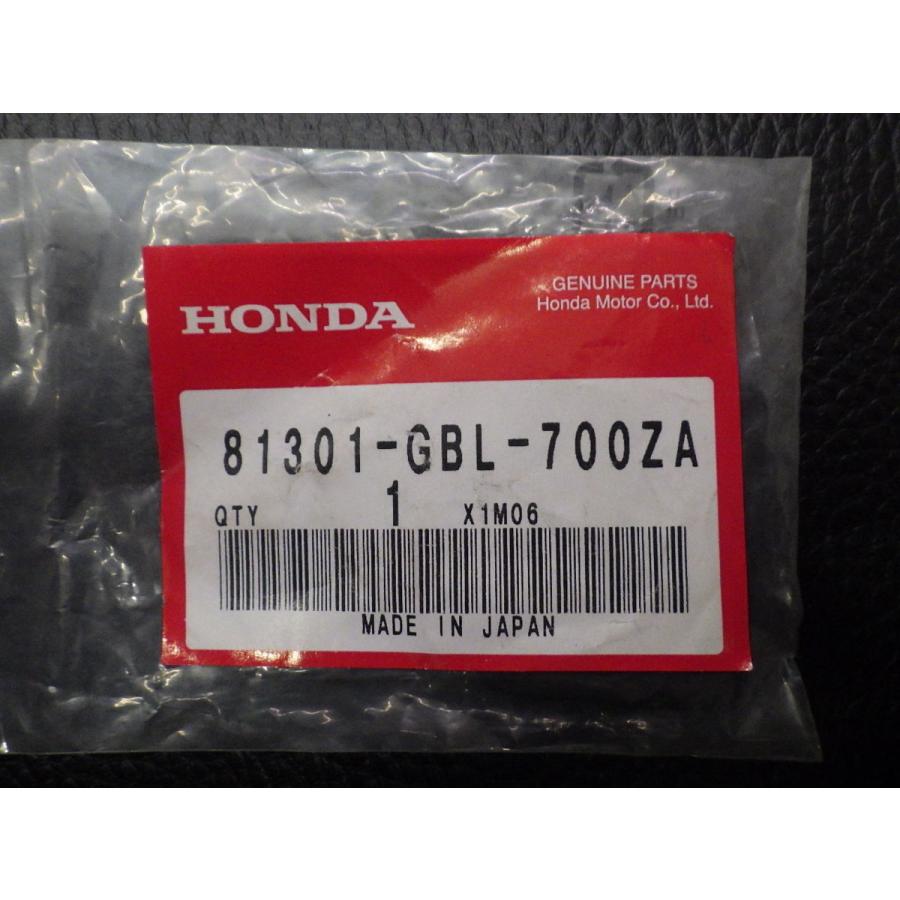 GENUINE PARTS
HONDA
Honda Motor Co., Ltd.
81301-GBL-700ZA
QTY 1 X1M06
MADE IN JAPAN